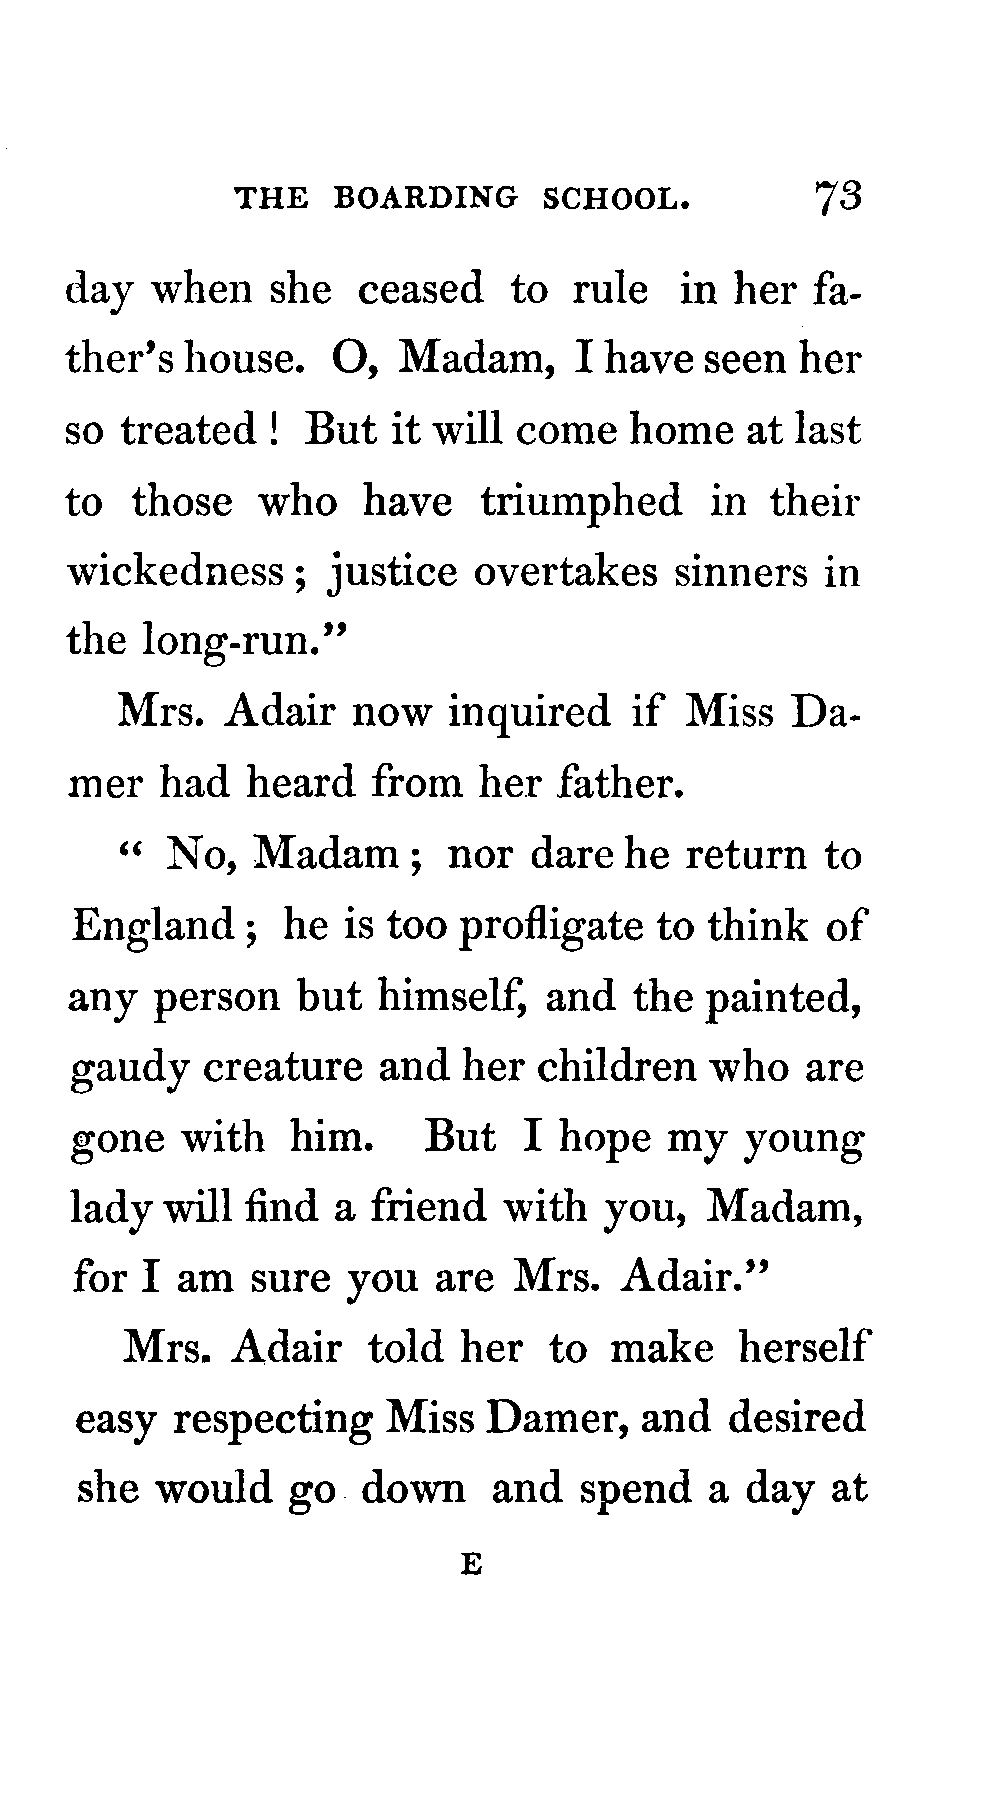 THE BOARDING SCHOOL. 73
day when she ceased to rule in her fa-
ther's house. O, Madam, I have seen her
so treated ! But it will come home at last
to those who have triumphed in their
wickedness ; justice overtakes sinners in
the long-run."
Mrs. Adair now inquired if Miss Da-
mer had heard from her father.
" No, Madam ; nor dare he return to
England ; he is too profligate to think of
any person but himself, and the painted,
gaudy creature and her children who are
gone with him. But I hope my young
lady will find a friend with you, Madam,
for I am sure you are Mrs. Adair."
Mrs. Adair told her to make herself
easy respecting Miss Damer, and desired
she would go down and spend a day at
E